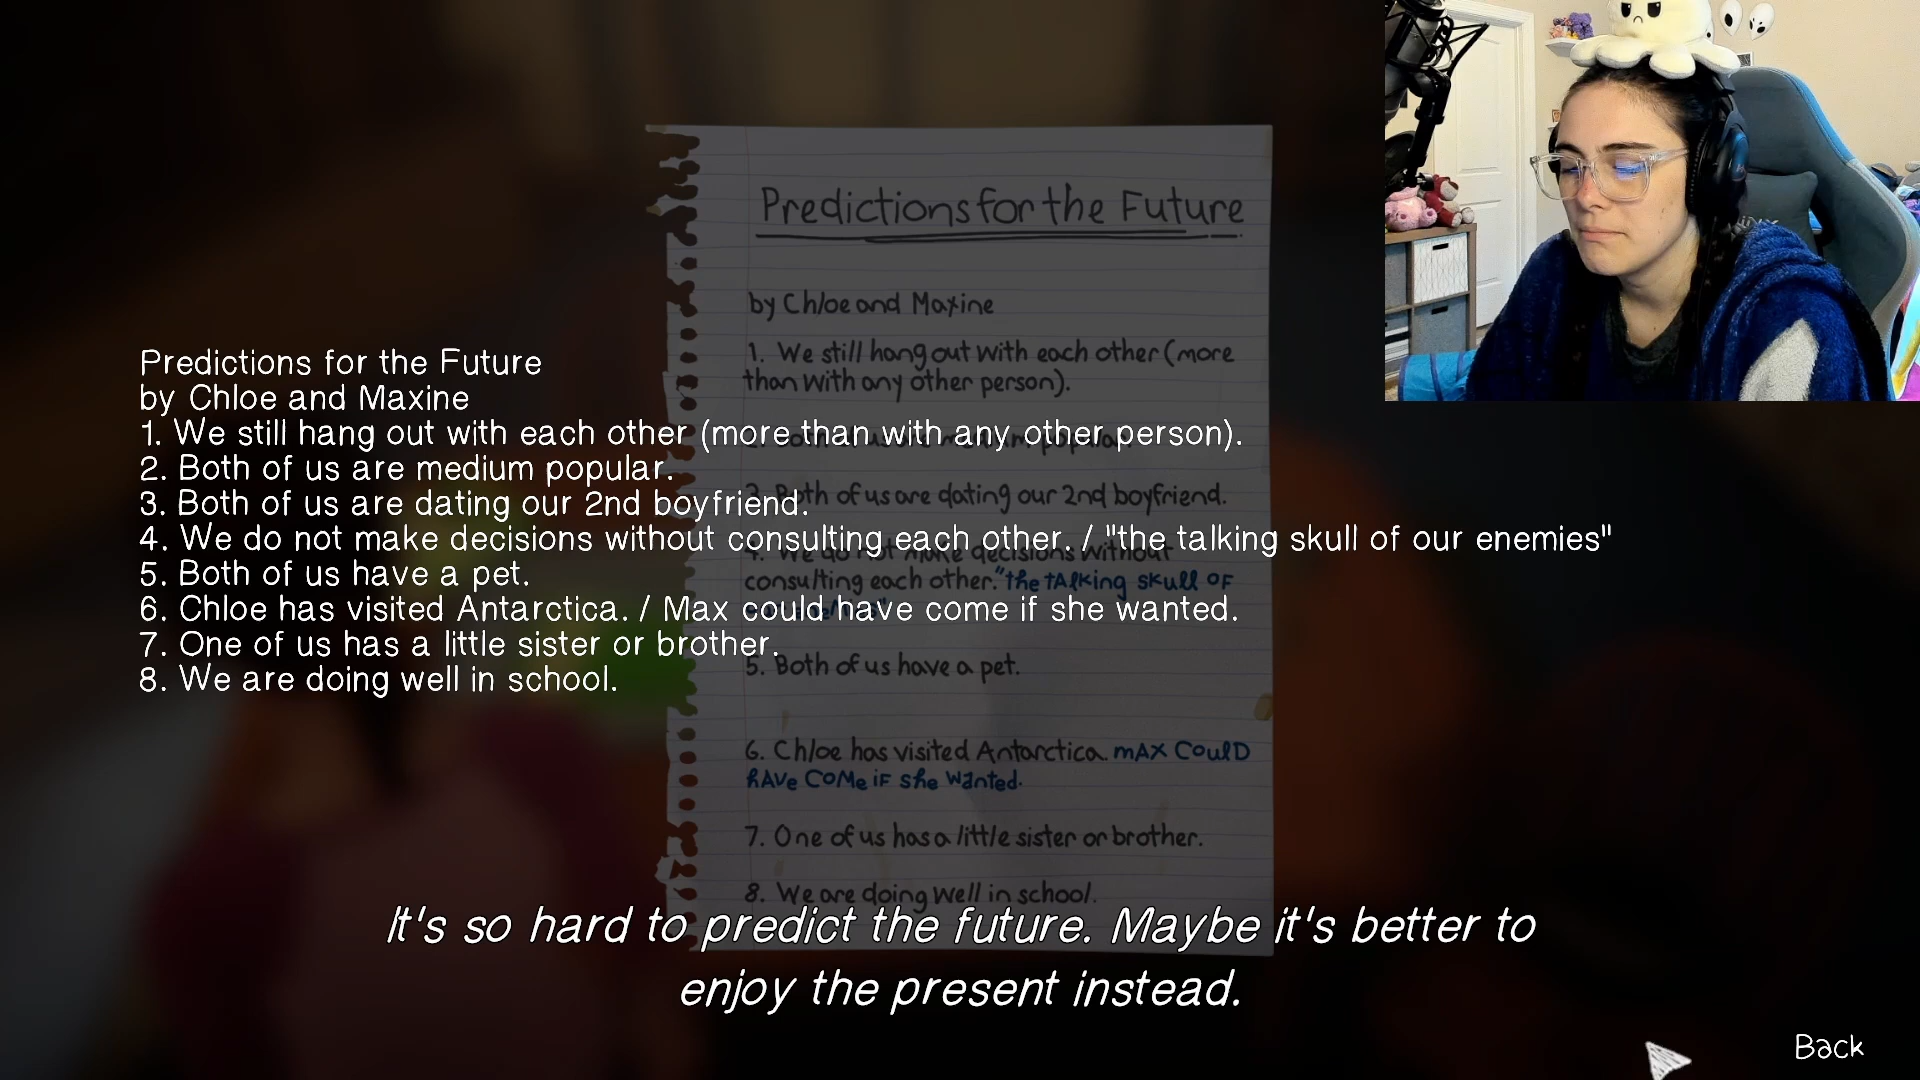 Predictions for the Future
by Chloe and Maxine
1. We still hang out with each other (more
than with any other person).
3. Both of us are dating our 2nd boyfriend.
4. We do not make decisions without
consulting each other. "the tAlking skull OF
5. Both of us have a pet.
6. Chloe has visited Antarctica. mAX COulD
hAve COMe iF she wanted.
7. One of us has a little sister or brother.
8. We are doing well in school.
Predictions for the Future
by Chloe and Maxine
1. We still hang out with each other (more than with any other person).
2. Both of us are medium popular.
3. Both of us are dating our 2nd boyfriend.
4. We do not make decisions without consulting each other. / "the talking skull of our enemies"
5. Both of us have a pet.
6. Chloe has visited Antarctica. / Max could have come if she wanted.
7. One of us has a little sister or brother.
8. We are doing well in school.
It's so hard to predict the future. Maybe it's better to
enjoy the present instead.
Back